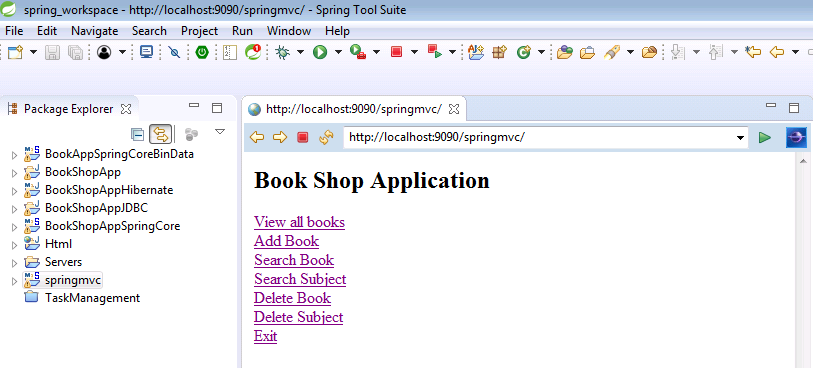 spring_workspace - http://localhost:9090/springmvc/ - Spring Tool Suite
File Edit Navigate Search Project Run Window Help
Package Explorer
BookAppSpringCoreBinData
BookShopApp
BookShopAppHibernate
BookShopAppJDBC
BookShopAppSpringCore
Html
Servers
springmvc
TaskManagement
http://localhost:9090/springmvc/
http://localhost:9090/springmvc/
Book Shop Application
View all books
Add Book
Search Book
Search Subject
Delete Book
Delete Subject
Exit